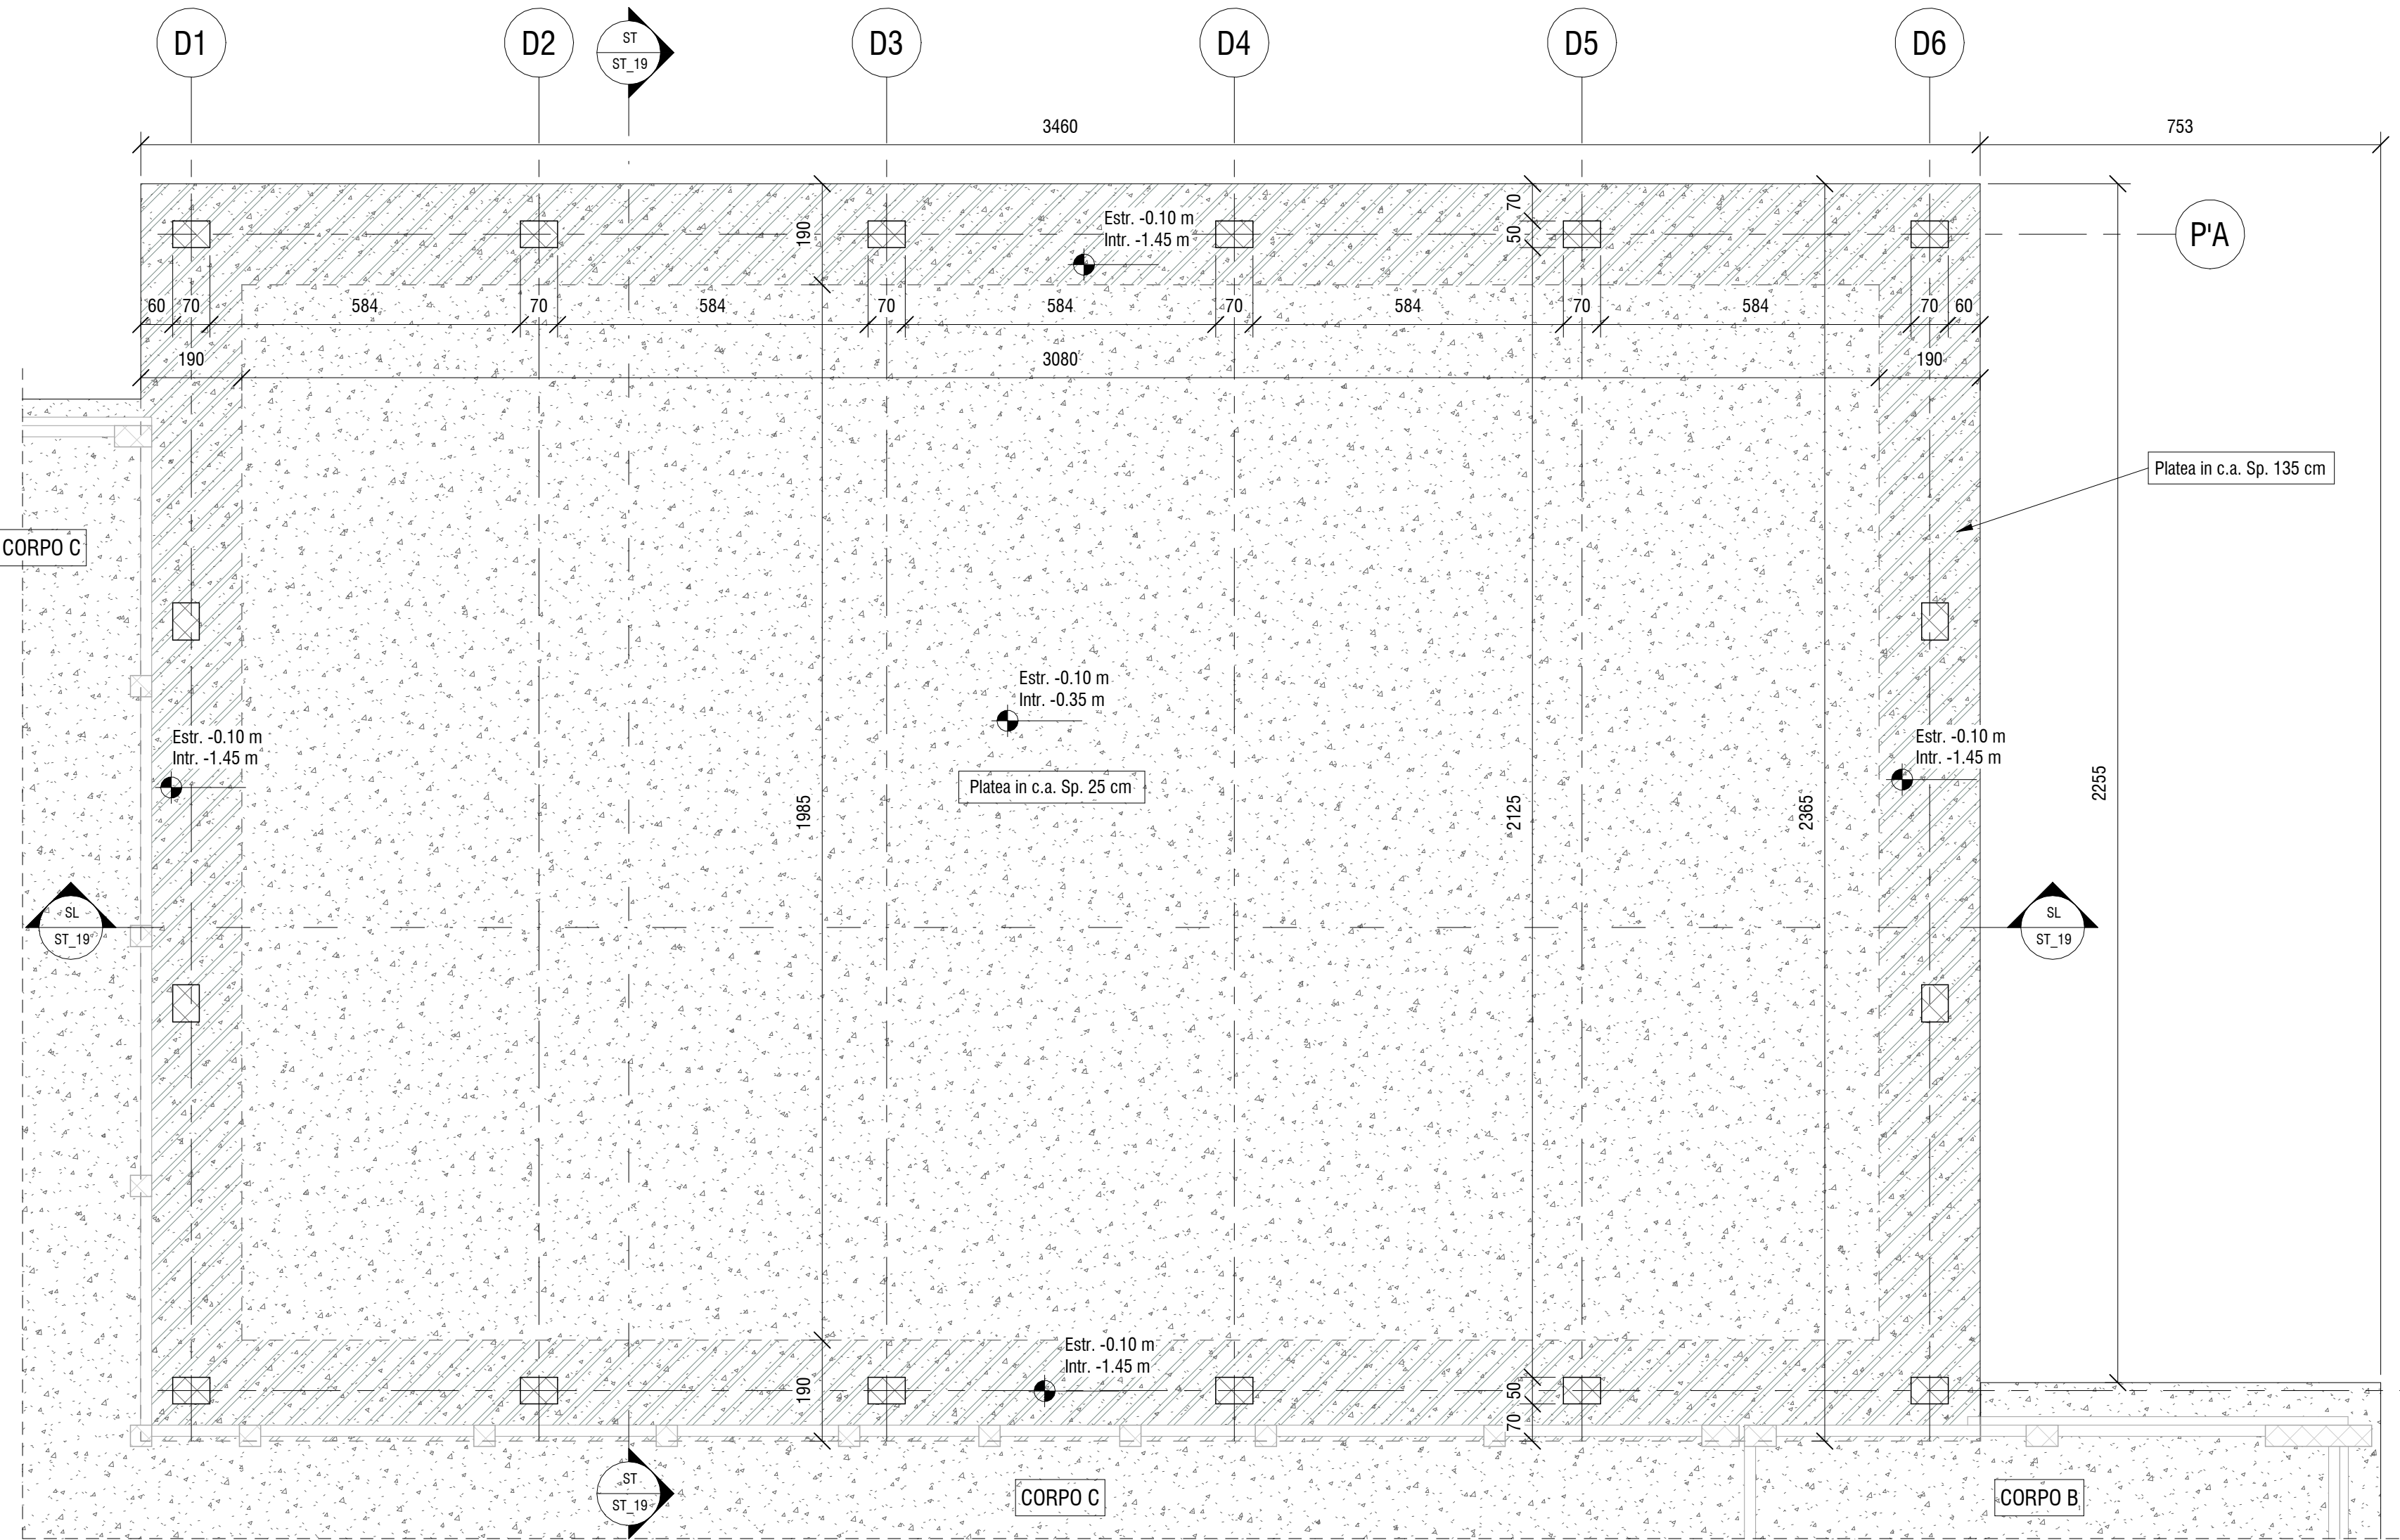 D1
D2
ST
ST_19
D3
D4
D5
D6
3460
753
190
Estr. -0.10 m
Intr. -1.45 m
70
50
P'A
60
70
584
70
584
70
584
70
584
70
584
70
60
190
3080
190
Platea in c.a. Sp. 135 cm
CORPO C
Estr. -0.10 m
Intr. -0.35 m
Estr. -0.10 m
Intr. -1.45 m
Estr. -0.10 m
Intr. -1.45 m
Platea in c.a. Sp. 25 cm
1985
2125
2365
2255
SL
ST_19
SL
ST_19
Estr. -0.10 m
Intr. -1.45 m
190
50
70
ST
ST_19
CORPO C
CORPO B